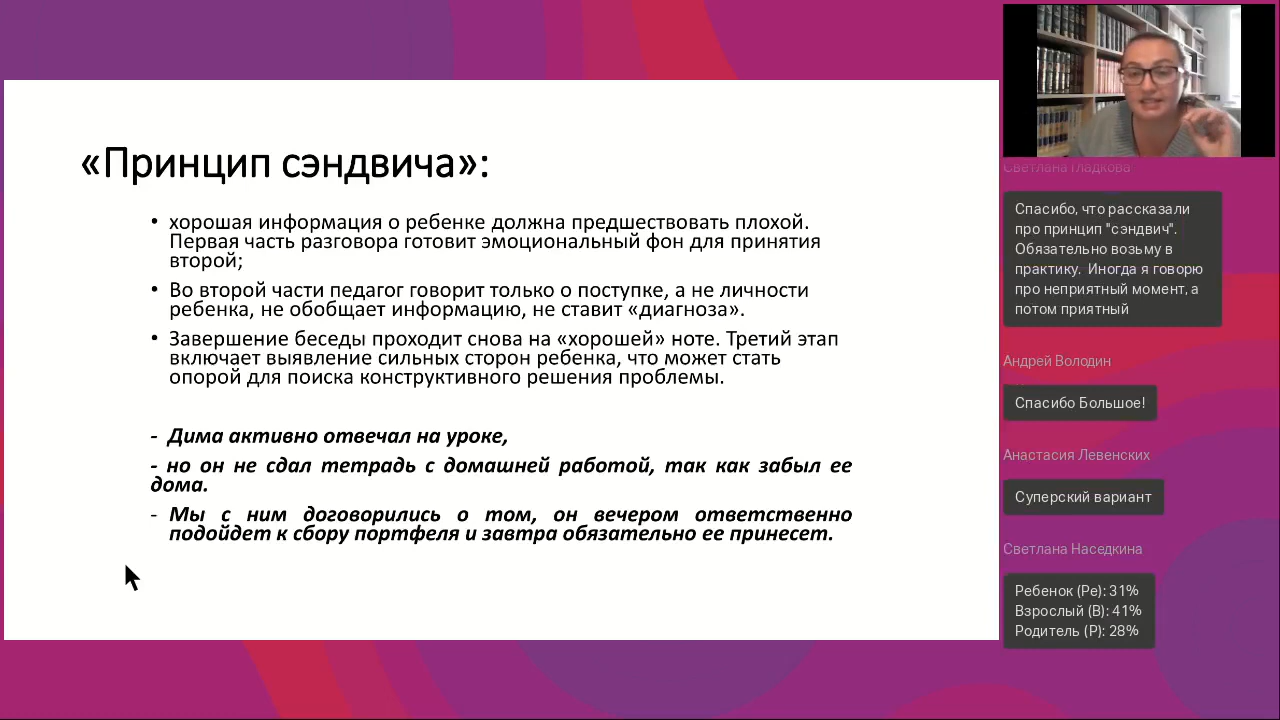 «Принцип сэндвича»:
• хорошая информация о ребенке должна предшествовать плохой.
Первая часть разговора готовит эмоциональный фон для принятия
второй;
• Во второй части педагог говорит только о поступке, а не личности
ребенка, не обобщает информацию, не ставит «диагноза».
• Завершение беседы проходит снова на «хорошей» ноте. Третий этап
включает выявление сильных сторон ребенка, что может стать
опорой для поиска конструктивного решения проблемы.
- Дима активно отвечал на уроке,
- но он не сдал тетрадь с домашней работой, так как забыл ее
дома.
- Мы с ним договорились о том, он вечером ответственно
подойдет к сбору портфеля и завтра обязательно ее принесет.
Светлана Гладкова
Спасибо, что рассказали
про принцип "сэндвич".
Обязательно возьму в
практику. Иногда я говорю
про неприятный момент, а
потом приятный
Андрей Володин
Спасибо Большое!
Анастасия Левенских
Суперский вариант
Светлана Наседкина
Ребенок (Ре): 31%
Взрослый (В): 41%
Родитель (Р): 28%